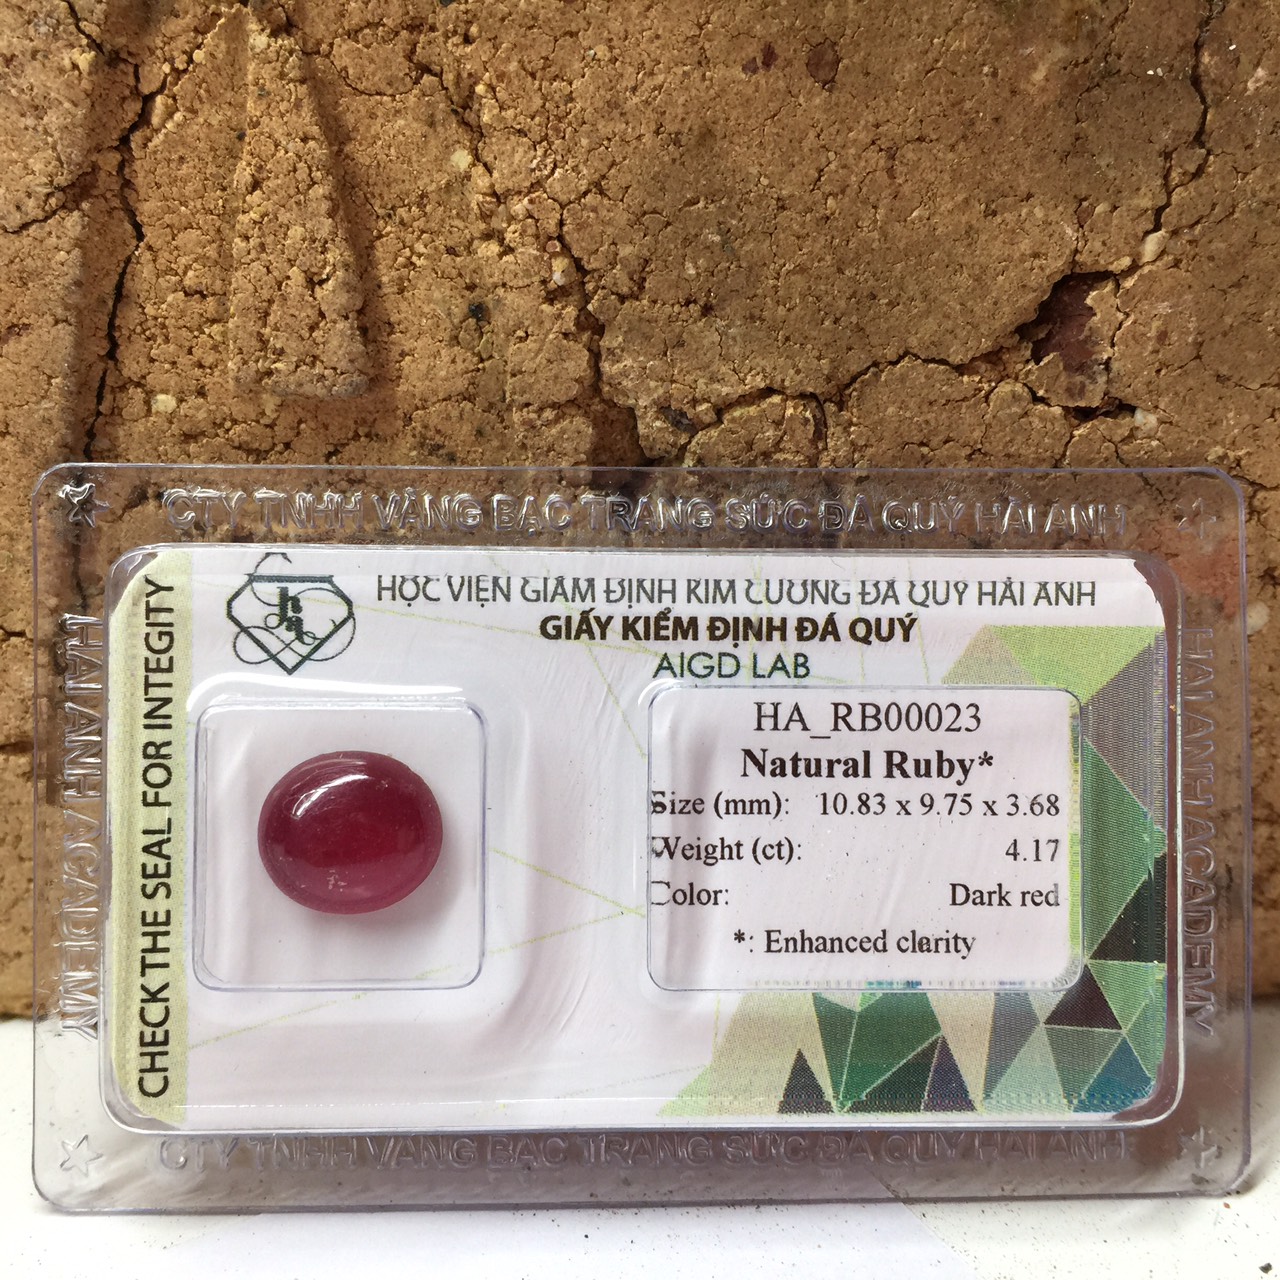 CTY TNHH VÀNG BẠC TRANG SỨC ĐÁ QUÝ HẢI ANH
HỌC VIỆN GIÁM ĐỊNH KIM CƯƠNG ĐÁ QUÝ HẢI ANH
GIẤY KIỂM ĐỊNH ĐÁ QUÝ
AIGD LAB
CHECK THE SEAL FOR INTEGITY
HẢI ANH ACADEMY
HA_RB00023
Natural Ruby*
Size (mm): 10.83 x 9.75 x 3.68
Weight (ct): 4.17
Color: Dark red
*: Enhanced clarity
HẢI ANH ACADEMY
CTY TNHH VÀNG BẠC TRANG SỨC ĐÁ QUÝ HẢI ANH